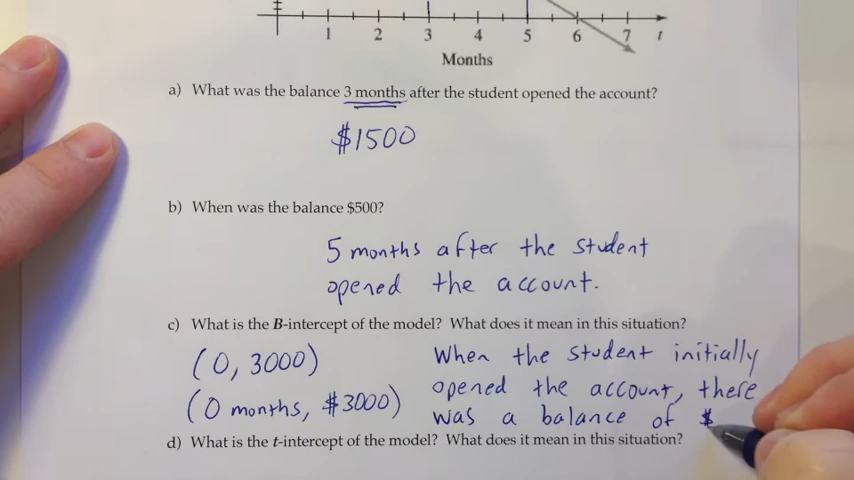 1 2 3 4 5 6 7 t
Months
a) What was the balance 3 months after the student opened the account?
$1500
b) When was the balance $500?
5 months after the student
opened the account.
c) What is the B-intercept of the model? What does it mean in this situation?
(0, 3000) When the student initially
(0 months, $3000) opened the account, there
was a balance of $
d) What is the t-intercept of the model? What does it mean in this situation?